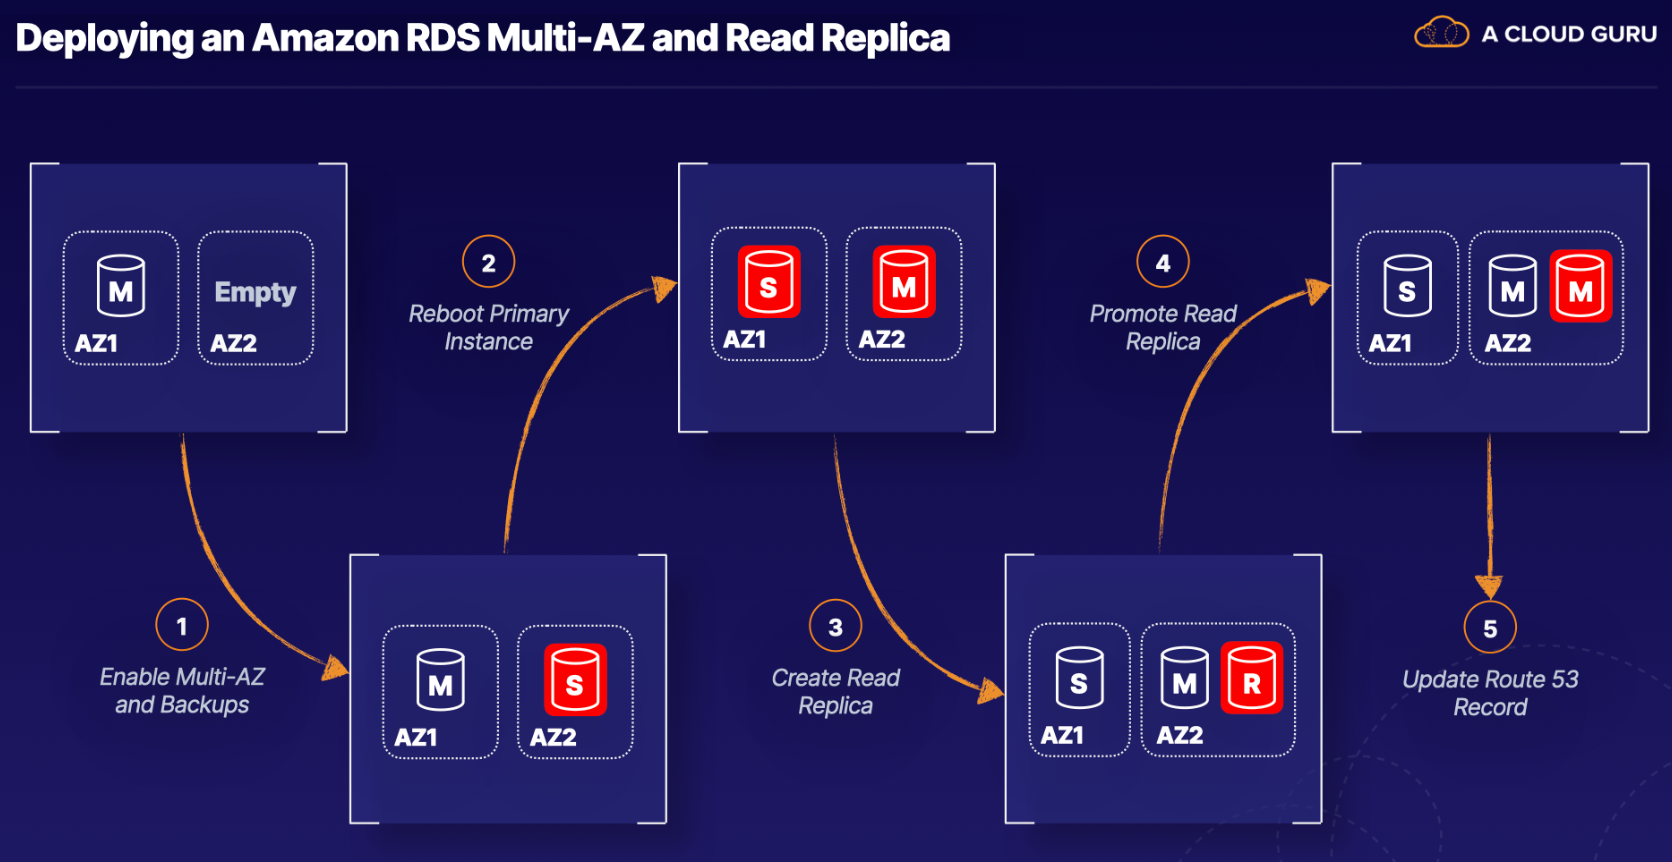 Deploying an Amazon RDS Multi-AZ and Read Replica
A CLOUD GURU
M
AZ1
Empty
AZ2
1
Enable Multi-AZ
and Backups
M
AZ1
S
AZ2
2
Reboot Primary
Instance
S
AZ1
M
AZ2
3
Create Read
Replica
S
AZ1
M
R
AZ2
4
Promote Read
Replica
S
AZ1
M
M
AZ2
5
Update Route 53
Record